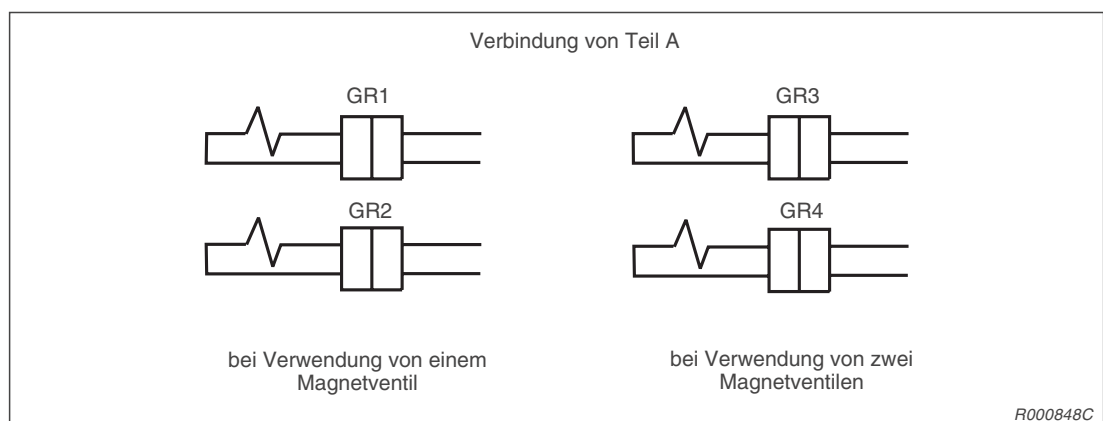 Verbindung von Teil A
GR1
GR3
GR2
GR4
bei Verwendung von einem
Magnetventil
bei Verwendung von zwei
Magnetventilen
R000848C